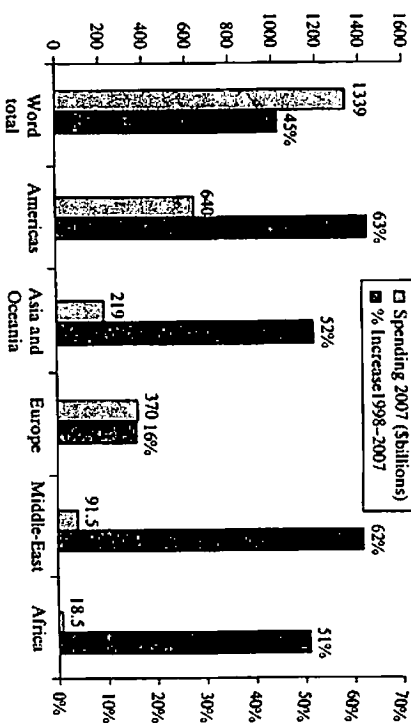 Spending 2007 ($billions)
% Increase1998–2007
1600
1400
1200
1000
800
600
400
200
0
70%
60%
50%
40%
30%
20%
10%
0%
1339
45%
640
63%
219
52%
370
16%
91.5
62%
18.5
51%
Word
total
Americas
Asia and
Oceania
Europe
Middle-East
Africa